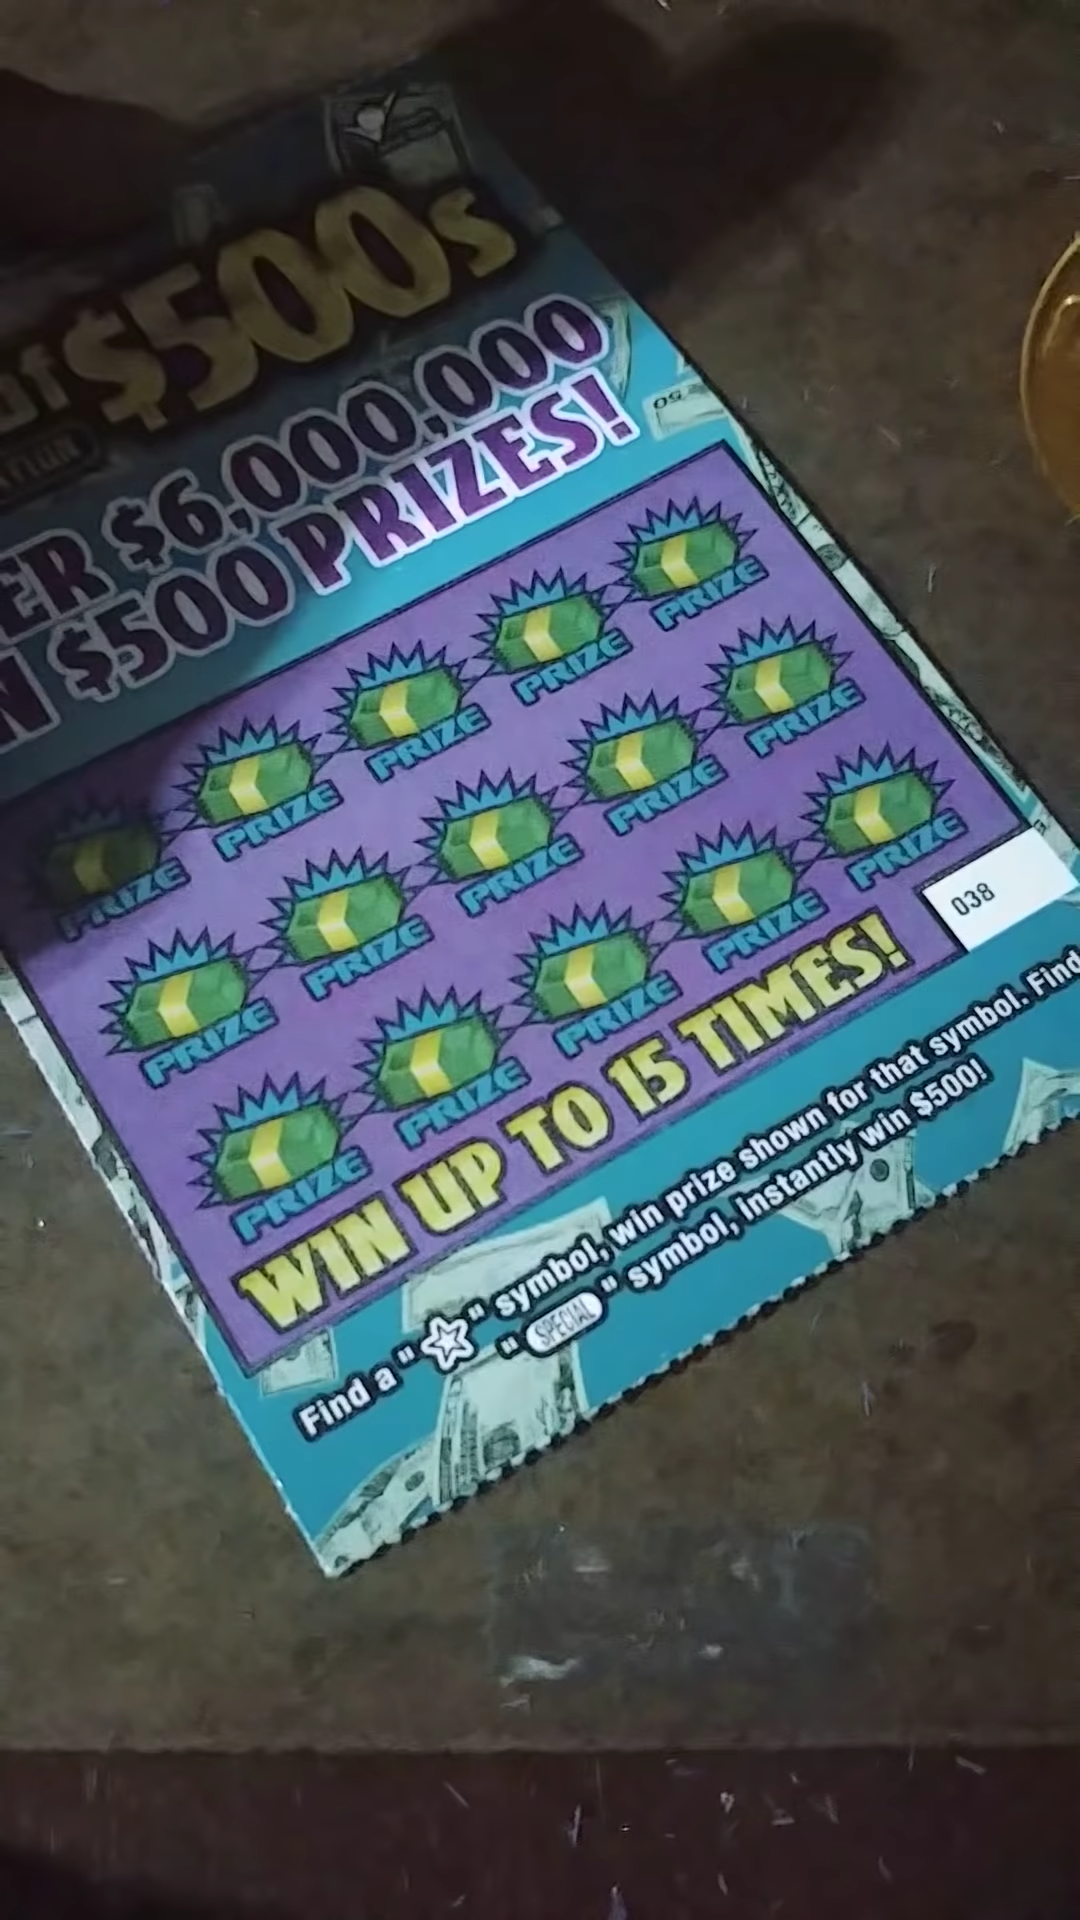 of $500s
$6,000,000
$500 PRIZES!
PRIZE PRIZE PRIZE PRIZE PRIZE
PRIZE PRIZE PRIZE PRIZE PRIZE
PRIZE PRIZE PRIZE PRIZE PRIZE
038
WIN UP TO 15 TIMES!
Find a "☆" symbol, win prize shown for that symbol. Find
"SPECIAL" symbol, instantly win $500!